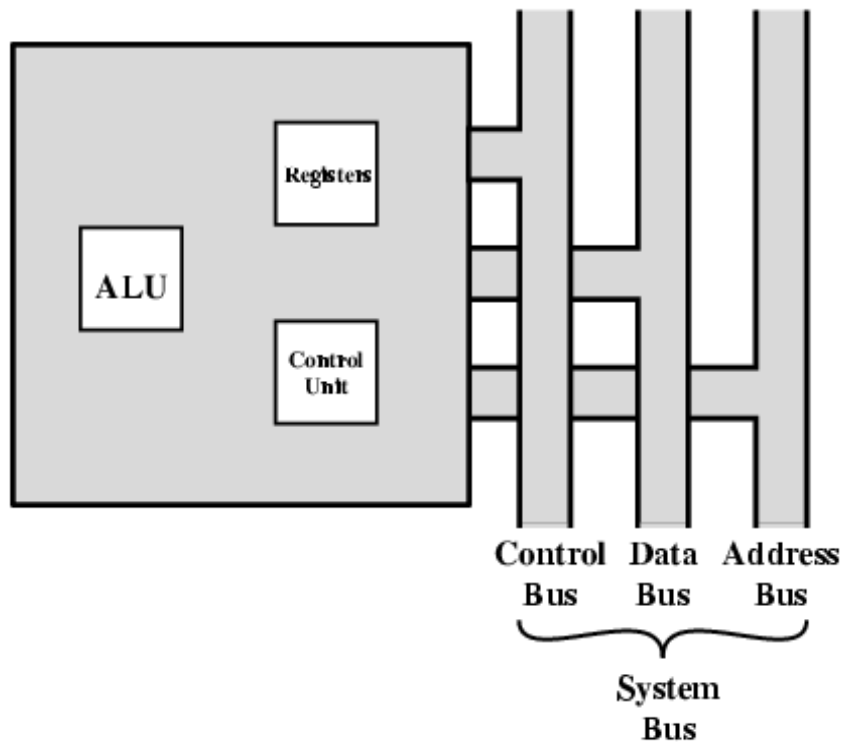 Registers
ALU
Control
Unit
Control Data Address
Bus Bus Bus
System
Bus